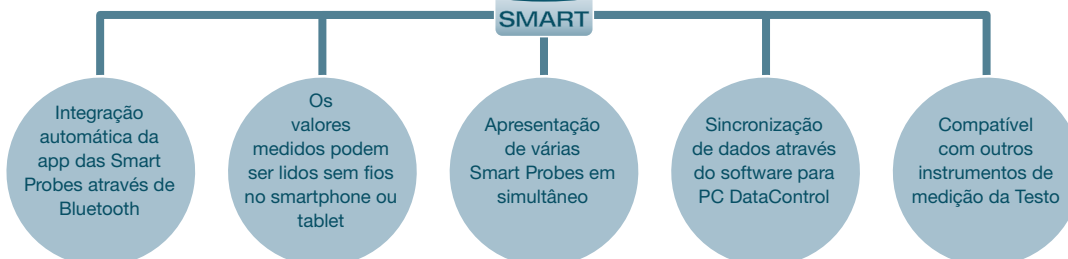 SMART
Integração
automática da
app das Smart
Probes através de
Bluetooth
Os
valores
medidos podem
ser lidos sem fios
no smartphone ou
tablet
Apresentação
de várias
Smart Probes em
simultâneo
Sincronização
de dados através
do software para
PC DataControl
Compatível
com outros
instrumentos de
medição da Testo